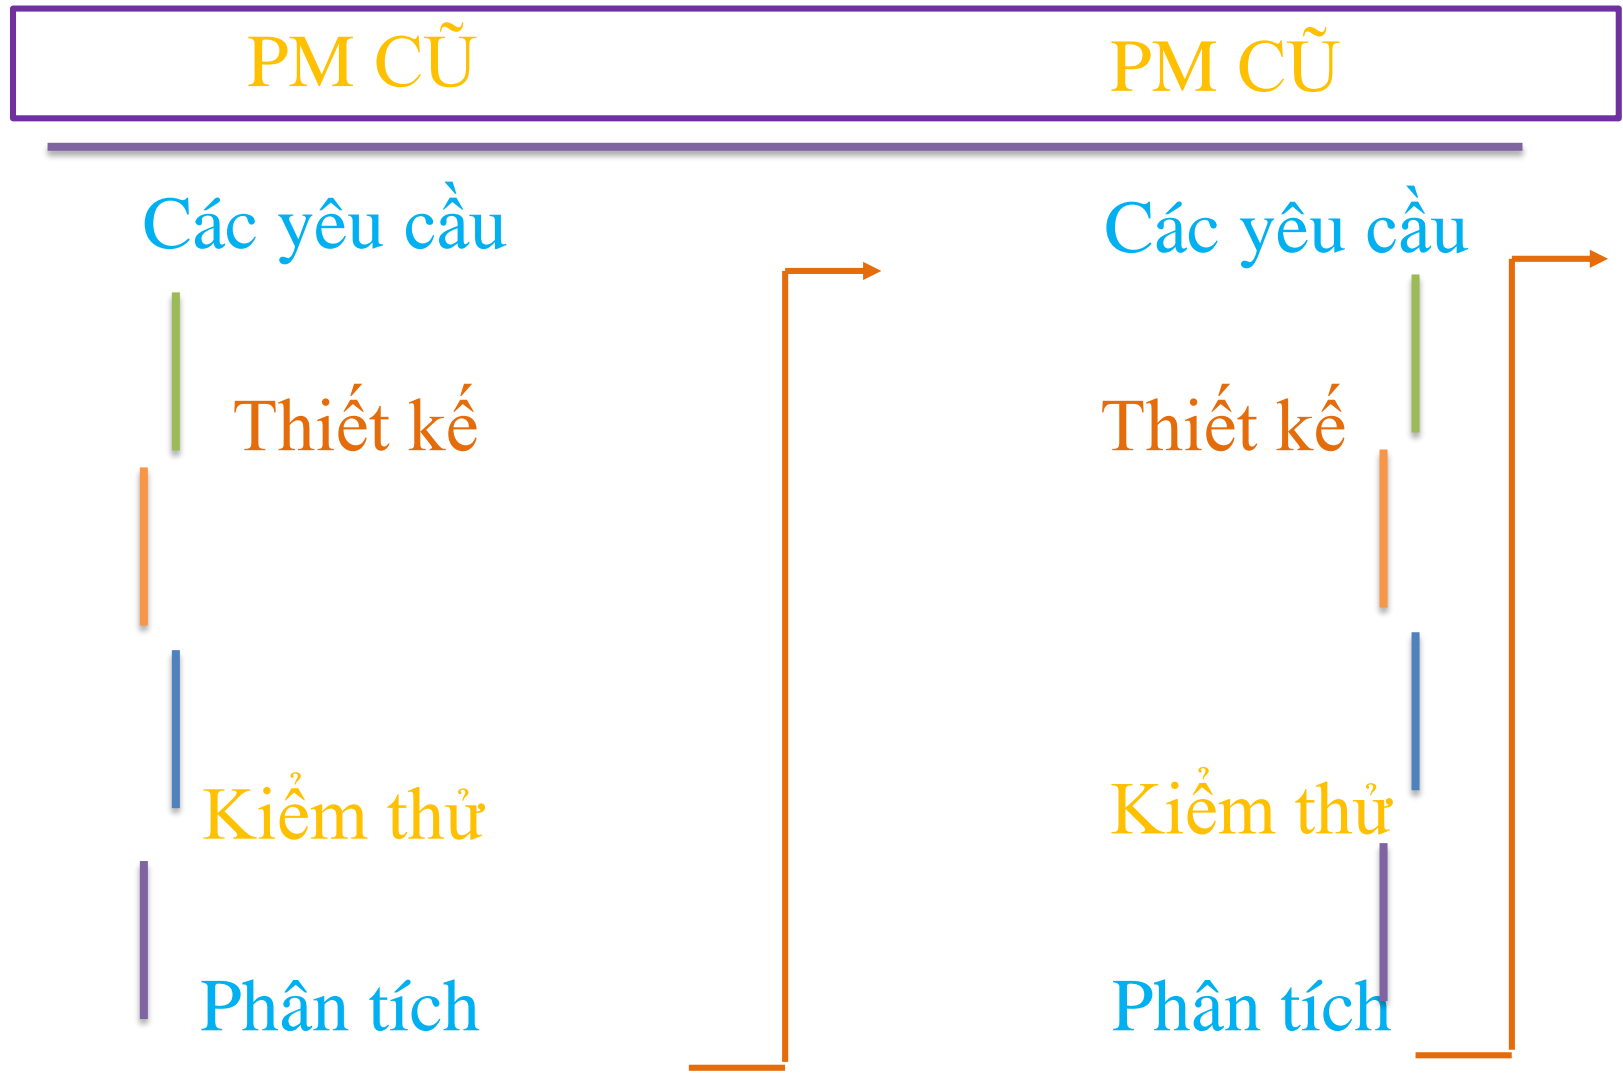 PM CŨ PM CŨ
Các yêu cầu Các yêu cầu
Thiết kế Thiết kế
Kiểm thử Kiểm thử
Phân tích Phân tích